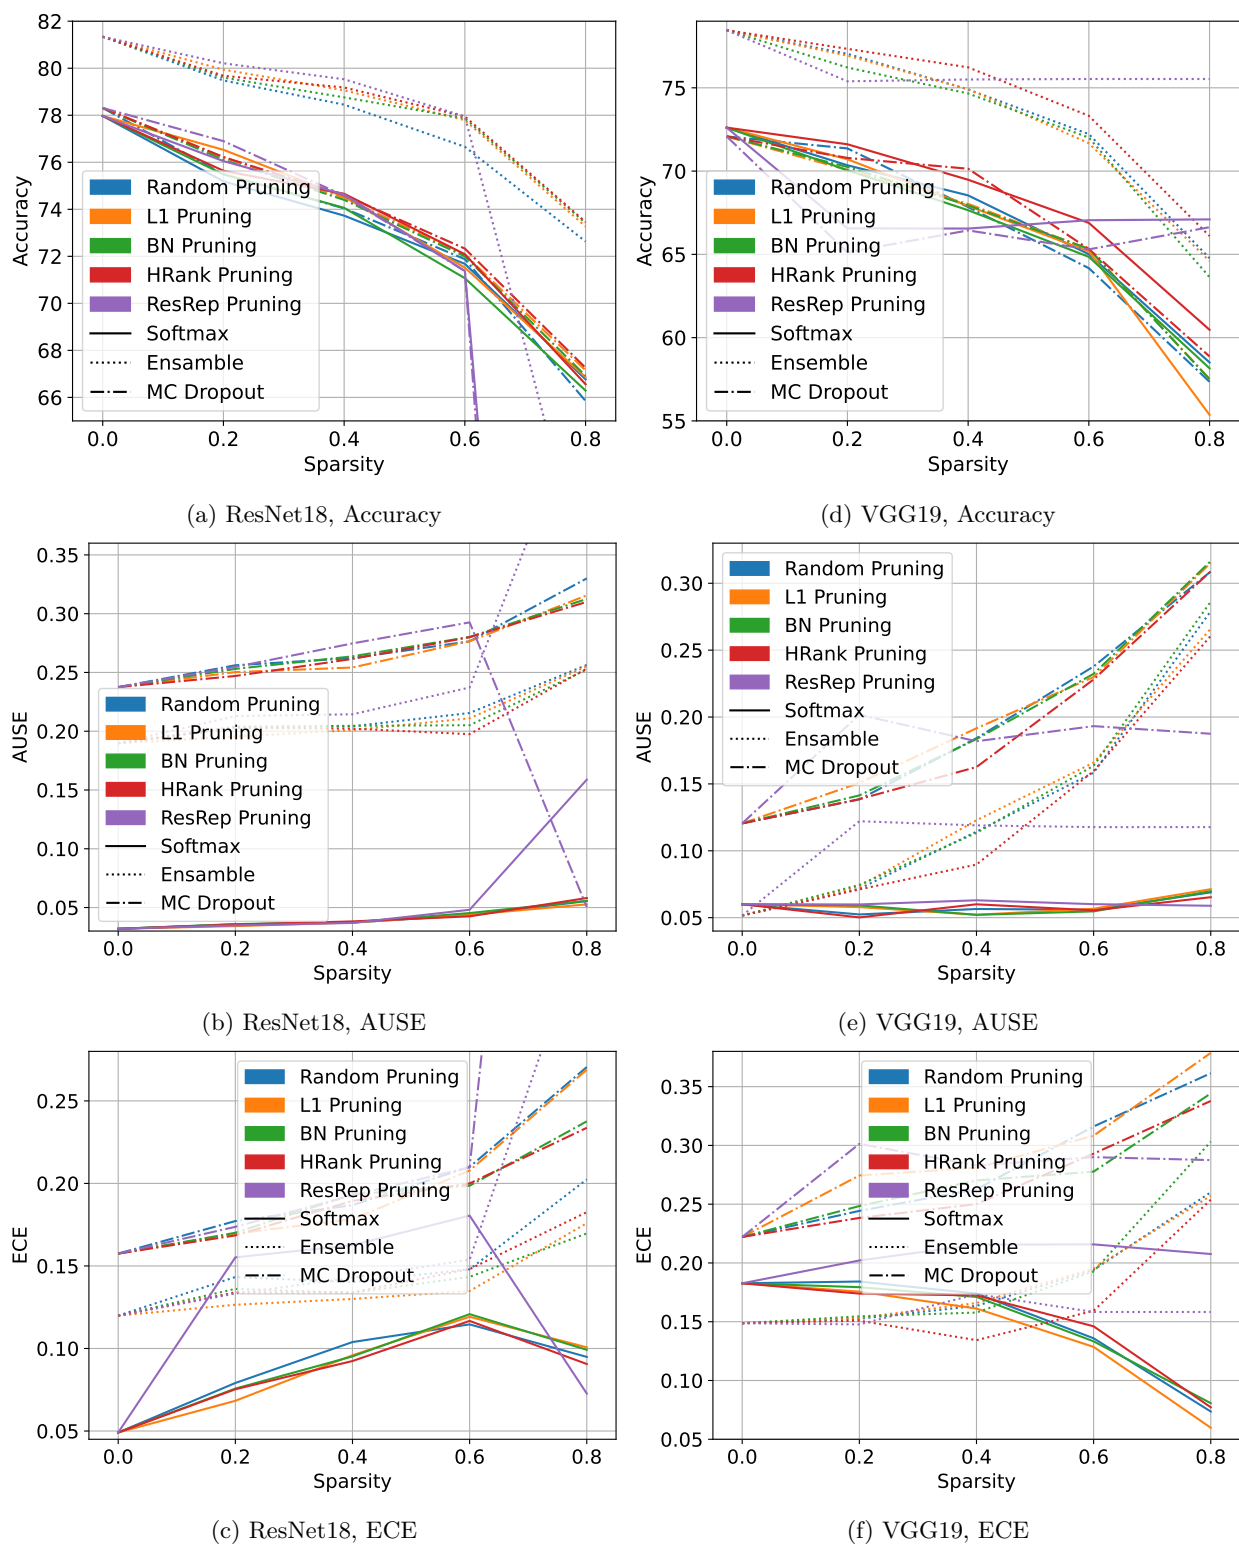 82
80
78
76
74
72
70
68
66
Accuracy
Random Pruning
L1 Pruning
BN Pruning
HRank Pruning
ResRep Pruning
Softmax
Ensamble
MC Dropout
0.0 0.2 0.4 0.6 0.8
Sparsity
(a) ResNet18, Accuracy
75
70
65
60
55
Accuracy
Random Pruning
L1 Pruning
BN Pruning
HRank Pruning
ResRep Pruning
Softmax
Ensemble
MC Dropout
0.0 0.2 0.4 0.6 0.8
Sparsity
(d) VGG19, Accuracy
0.35
0.30
0.25
0.20
0.15
0.10
0.05
AUSE
Random Pruning
L1 Pruning
BN Pruning
HRank Pruning
ResRep Pruning
Softmax
Ensamble
MC Dropout
0.0 0.2 0.4 0.6 0.8
Sparsity
(b) ResNet18, AUSE
0.30
0.25
0.20
0.15
0.10
0.05
AUSE
Random Pruning
L1 Pruning
BN Pruning
HRank Pruning
ResRep Pruning
Softmax
Ensamble
MC Dropout
0.0 0.2 0.4 0.6 0.8
Sparsity
(e) VGG19, AUSE
0.25
0.20
0.15
0.10
0.05
ECE
Random Pruning
L1 Pruning
BN Pruning
HRank Pruning
ResRep Pruning
Softmax
Ensemble
MC Dropout
0.0 0.2 0.4 0.6 0.8
Sparsity
(c) ResNet18, ECE
0.35
0.30
0.25
0.20
0.15
0.10
0.05
ECE
Random Pruning
L1 Pruning
BN Pruning
HRank Pruning
ResRep Pruning
Softmax
Ensemble
MC Dropout
0.0 0.2 0.4 0.6 0.8
Sparsity
(f) VGG19, ECE